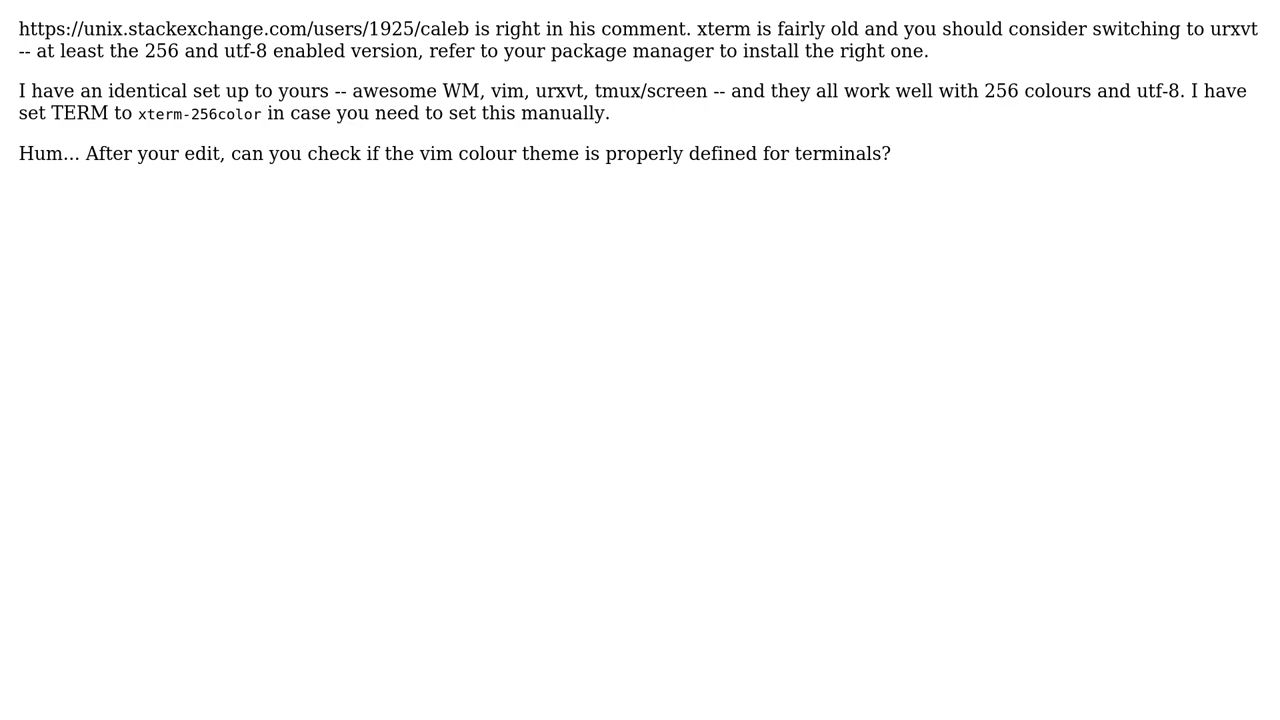 https://unix.stackexchange.com/users/1925/caleb is right in his comment. xterm is fairly old and you should consider switching to urxvt
-- at least the 256 and utf-8 enabled version, refer to your package manager to install the right one.
I have an identical set up to yours -- awesome WM, vim, urxvt, tmux/screen -- and they all work well with 256 colours and utf-8. I have
set TERM to xterm-256color in case you need to set this manually.
Hum... After your edit, can you check if the vim colour theme is properly defined for terminals?